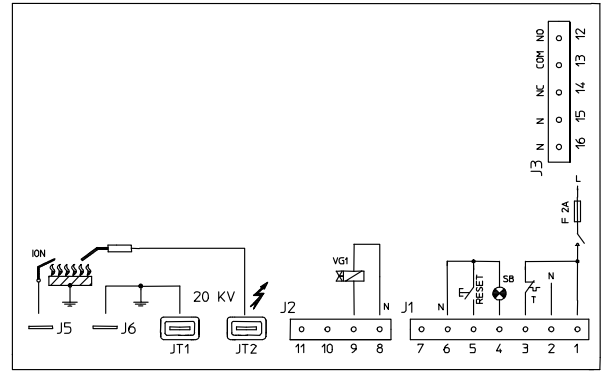 NO 12
COM 13
NC 14
N 15
N 16
J3
L
F 2A
ION
20 KV
VG1
N
N
RESET
SB
T
N
J5
J6
JT1
JT2
J2
J1
11 10 9 8
7 6 5 4 3 2 1